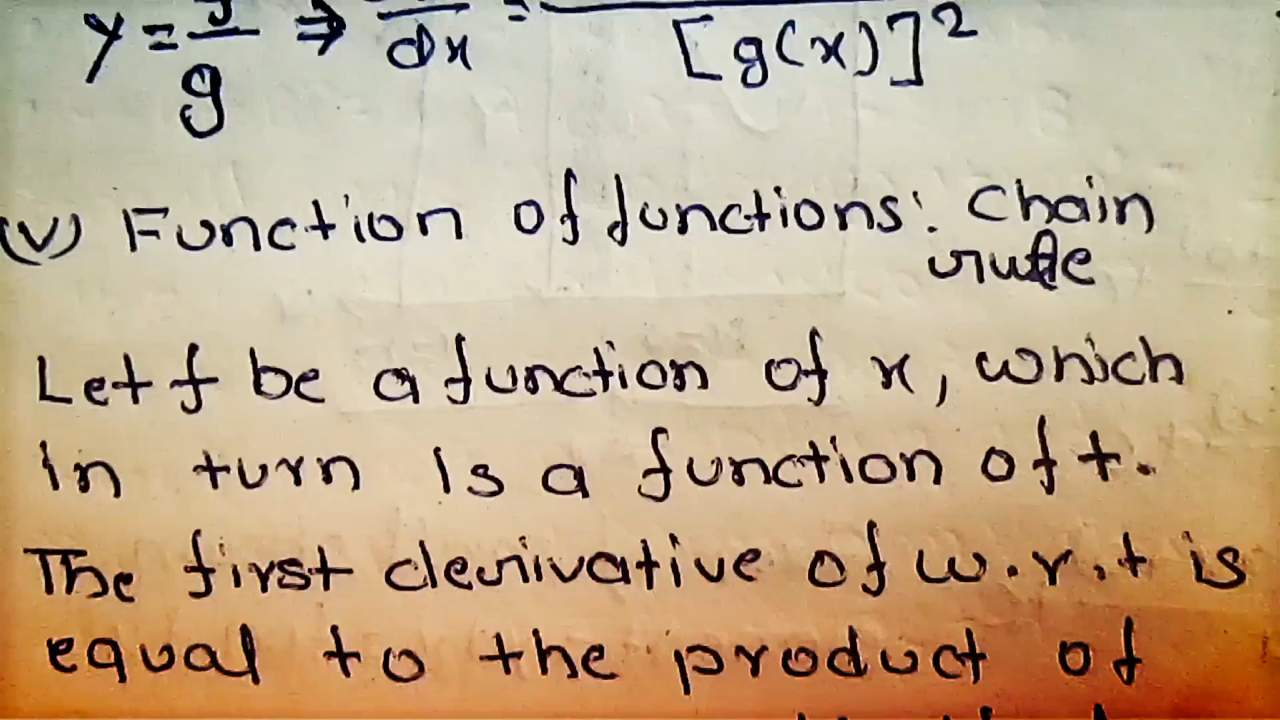 y = f/g ⇒ d/dx = [g(x)]²
(v) Function of functions: Chain
rule
Let f be a function of x, which
in turn is a function of t.
The first derivative of w.r.t is
equal to the product of